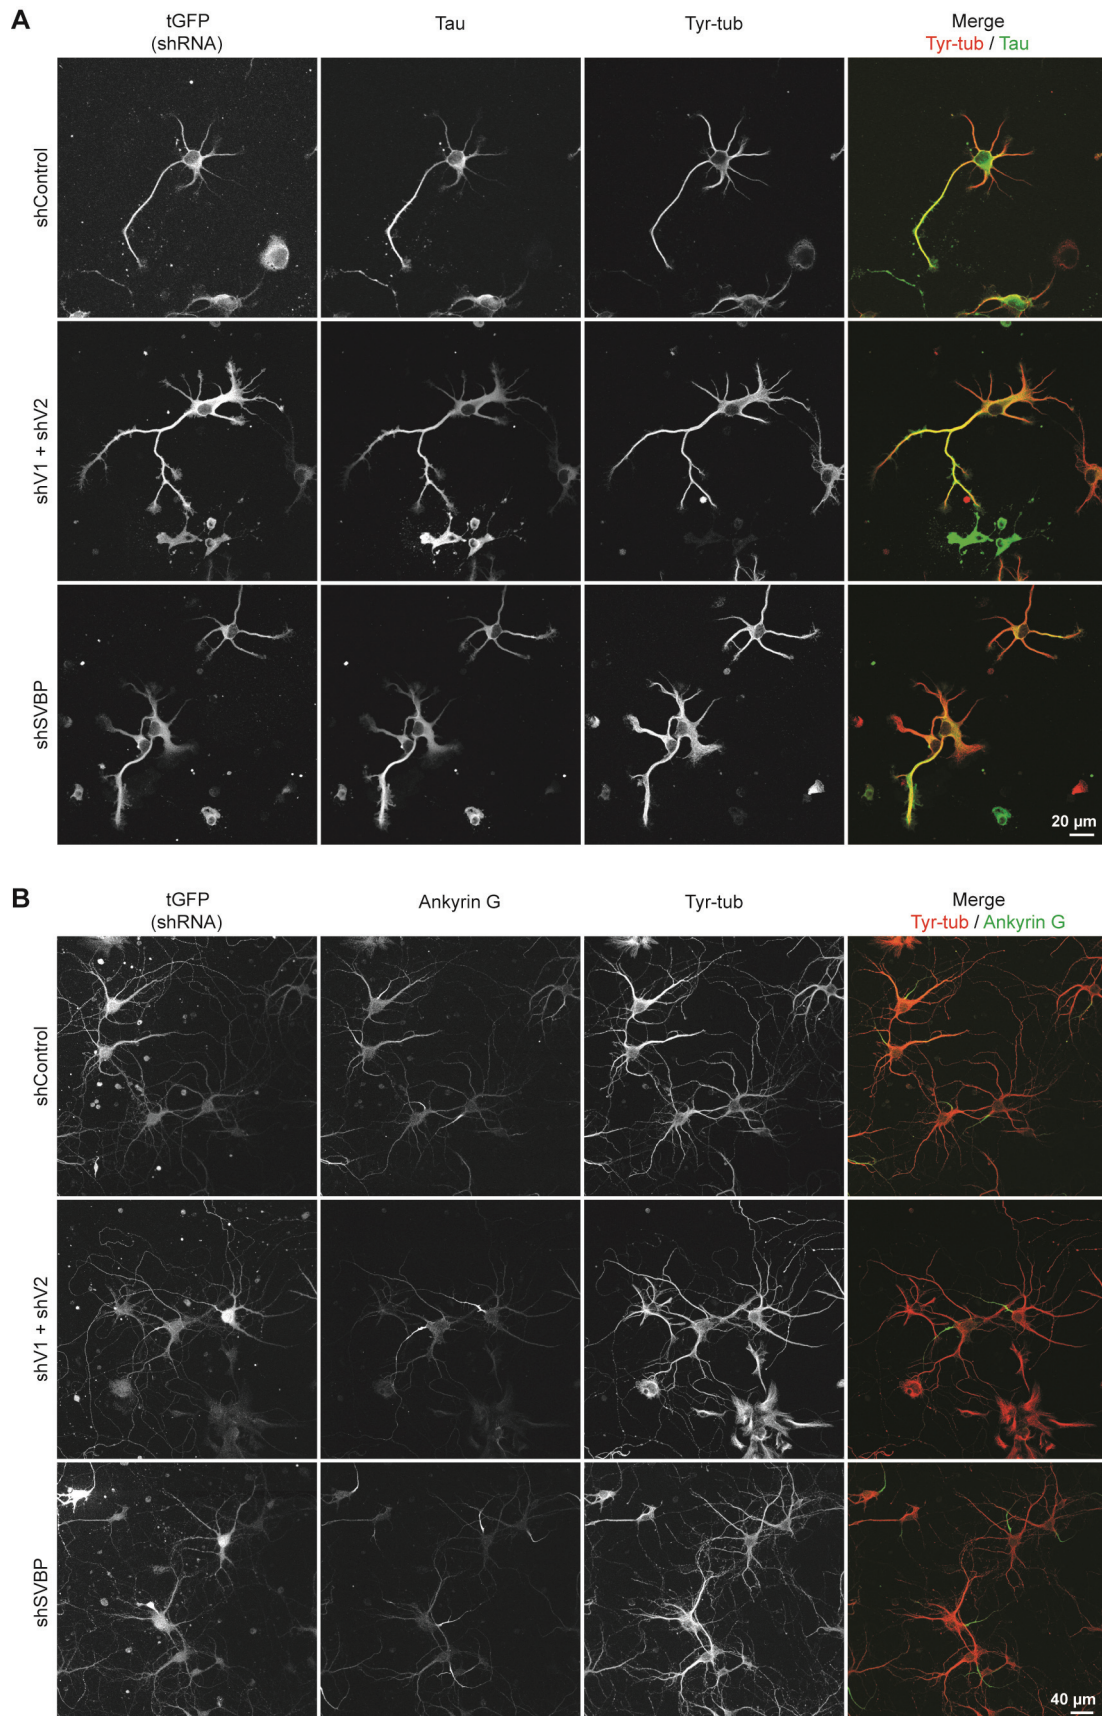 A
tGFP
(shRNA)
Tau
Tyr-tub
Merge
Tyr-tub / Tau
shControl
shV1 + shV2
shSVBP
20 µm
B
tGFP
(shRNA)
Ankyrin G
Tyr-tub
Merge
Tyr-tub / Ankyrin G
shControl
shV1 + shV2
shSVBP
40 µm